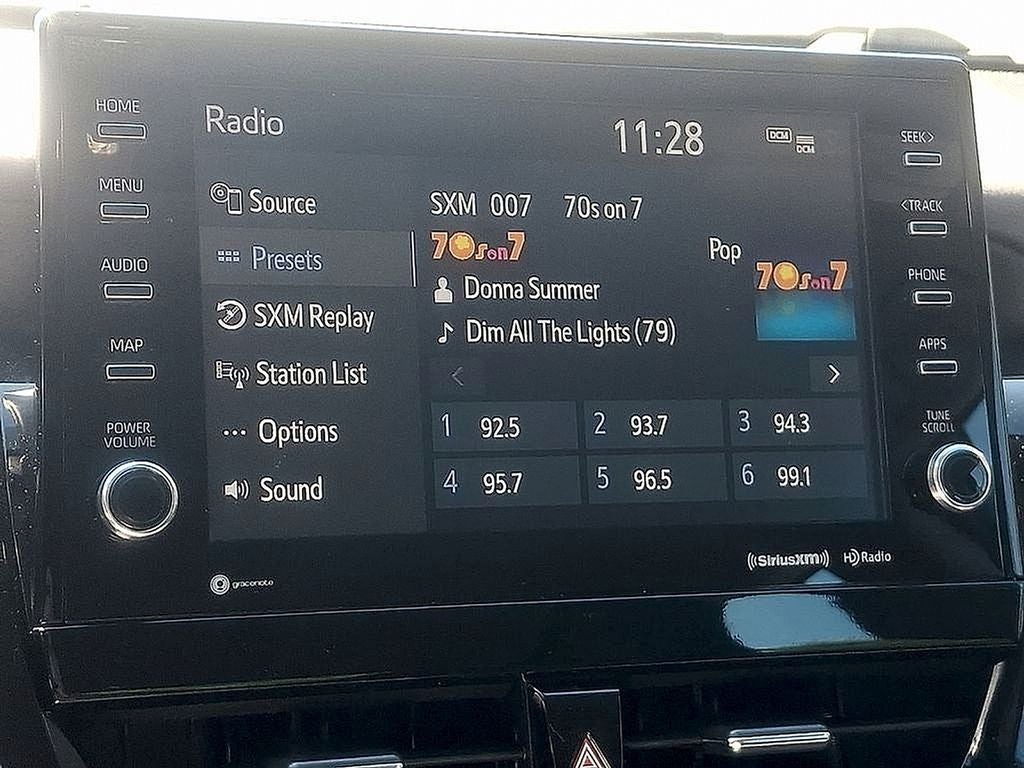 HOME
MENU
AUDIO
MAP
POWER
VOLUME
Radio
11:28
DCM
DCM
Source
Presets
SXM Replay
Station List
Options
Sound
SXM 007 70s on 7
70s on 7
Pop
70s on 7
Donna Summer
Dim All The Lights (79)
< >
1 92.5
2 93.7
3 94.3
4 95.7
5 96.5
6 99.1
SEEK >
< TRACK
PHONE
APPS
TUNE
SCROLL
gracenote
((SiriusXM))
HD Radio